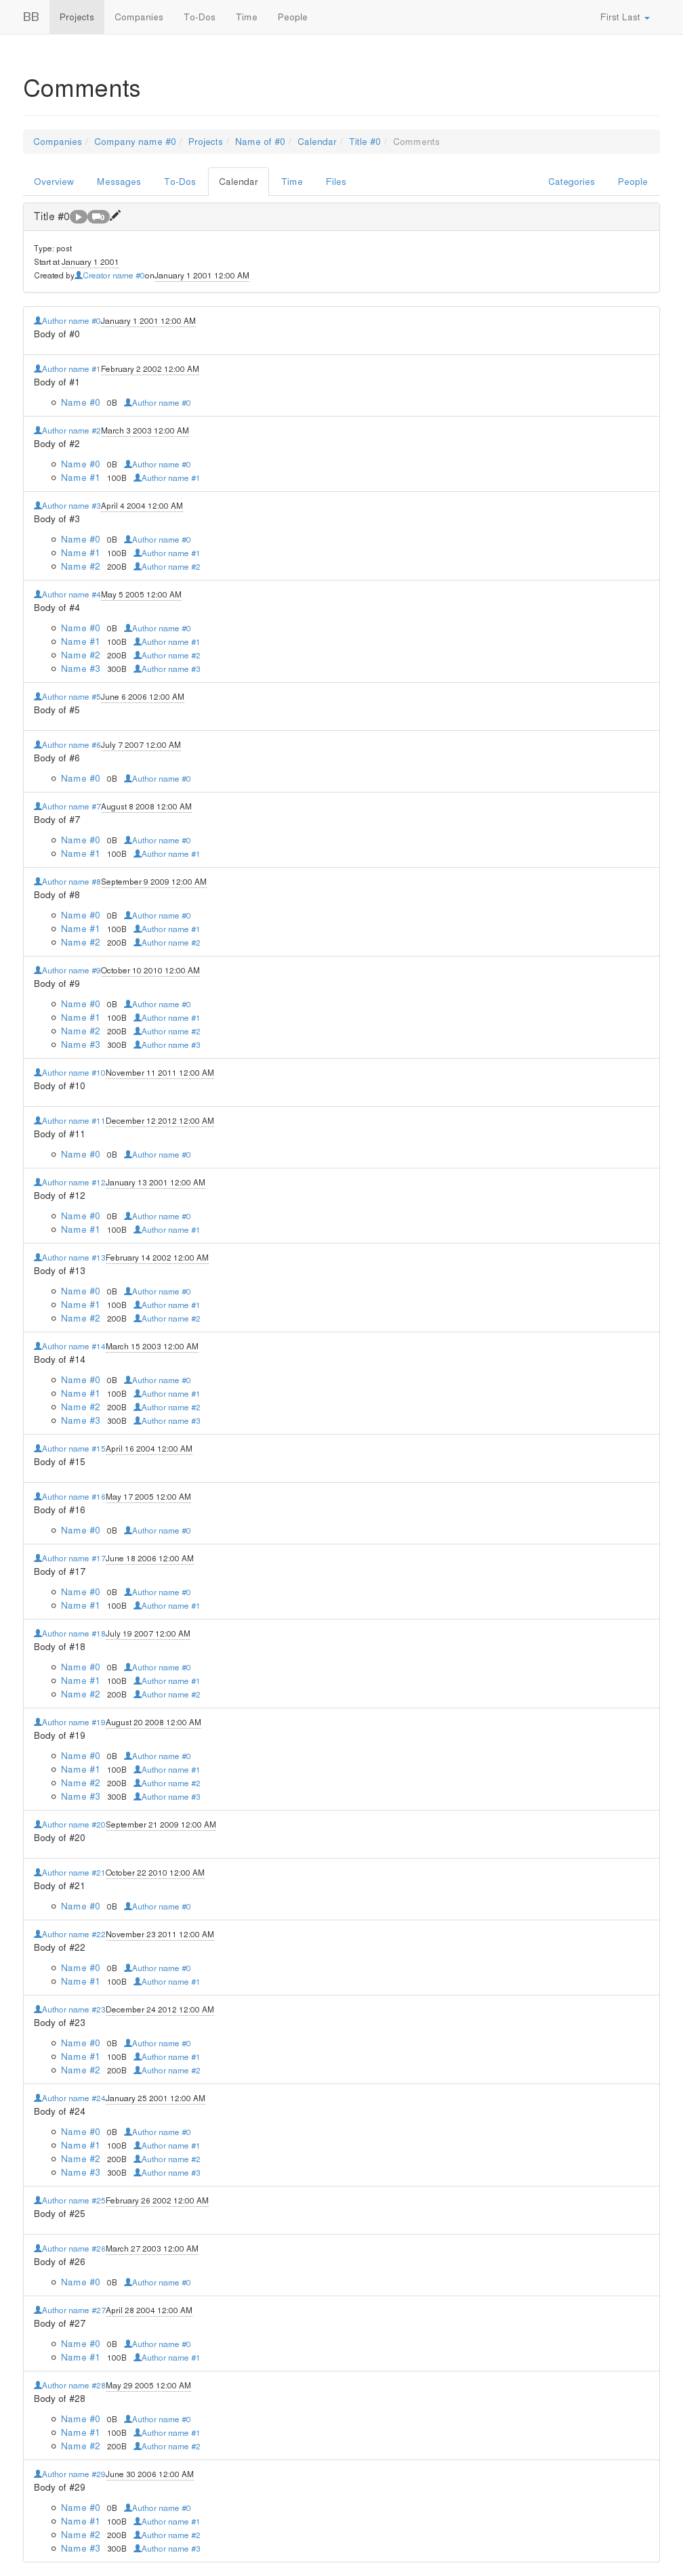 BB Projects Companies To-Dos Time People First Last
Comments
Companies / Company name #0 / Projects / Name of #0 / Calendar / Title #0 / Comments
Overview Messages To-Dos Calendar Time Files Categories People
Title #0 0
Type: post
Start at January 1 2001
Created by Creator name #0 on January 1 2001 12:00 AM
Author name #0 January 1 2001 12:00 AM
Body of #0
Author name #1 February 2 2002 12:00 AM
Body of #1
Name #0 0B Author name #0
Author name #2 March 3 2003 12:00 AM
Body of #2
Name #0 0B Author name #0
Name #1 100B Author name #1
Author name #3 April 4 2004 12:00 AM
Body of #3
Name #0 0B Author name #0
Name #1 100B Author name #1
Name #2 200B Author name #2
Author name #4 May 5 2005 12:00 AM
Body of #4
Name #0 0B Author name #0
Name #1 100B Author name #1
Name #2 200B Author name #2
Name #3 300B Author name #3
Author name #5 June 6 2006 12:00 AM
Body of #5
Author name #6 July 7 2007 12:00 AM
Body of #6
Name #0 0B Author name #0
Author name #7 August 8 2008 12:00 AM
Body of #7
Name #0 0B Author name #0
Name #1 100B Author name #1
Author name #8 September 9 2009 12:00 AM
Body of #8
Name #0 0B Author name #0
Name #1 100B Author name #1
Name #2 200B Author name #2
Author name #9 October 10 2010 12:00 AM
Body of #9
Name #0 0B Author name #0
Name #1 100B Author name #1
Name #2 200B Author name #2
Name #3 300B Author name #3
Author name #10 November 11 2011 12:00 AM
Body of #10
Author name #11 December 12 2012 12:00 AM
Body of #11
Name #0 0B Author name #0
Author name #12 January 13 2001 12:00 AM
Body of #12
Name #0 0B Author name #0
Name #1 100B Author name #1
Author name #13 February 14 2002 12:00 AM
Body of #13
Name #0 0B Author name #0
Name #1 100B Author name #1
Name #2 200B Author name #2
Author name #14 March 15 2003 12:00 AM
Body of #14
Name #0 0B Author name #0
Name #1 100B Author name #1
Name #2 200B Author name #2
Name #3 300B Author name #3
Author name #15 April 16 2004 12:00 AM
Body of #15
Author name #16 May 17 2005 12:00 AM
Body of #16
Name #0 0B Author name #0
Author name #17 June 18 2006 12:00 AM
Body of #17
Name #0 0B Author name #0
Name #1 100B Author name #1
Author name #18 July 19 2007 12:00 AM
Body of #18
Name #0 0B Author name #0
Name #1 100B Author name #1
Name #2 200B Author name #2
Author name #19 August 20 2008 12:00 AM
Body of #19
Name #0 0B Author name #0
Name #1 100B Author name #1
Name #2 200B Author name #2
Name #3 300B Author name #3
Author name #20 September 21 2009 12:00 AM
Body of #20
Author name #21 October 22 2010 12:00 AM
Body of #21
Name #0 0B Author name #0
Author name #22 November 23 2011 12:00 AM
Body of #22
Name #0 0B Author name #0
Name #1 100B Author name #1
Author name #23 December 24 2012 12:00 AM
Body of #23
Name #0 0B Author name #0
Name #1 100B Author name #1
Name #2 200B Author name #2
Author name #24 January 25 2001 12:00 AM
Body of #24
Name #0 0B Author name #0
Name #1 100B Author name #1
Name #2 200B Author name #2
Name #3 300B Author name #3
Author name #25 February 26 2002 12:00 AM
Body of #25
Author name #26 March 27 2003 12:00 AM
Body of #26
Name #0 0B Author name #0
Author name #27 April 28 2004 12:00 AM
Body of #27
Name #0 0B Author name #0
Name #1 100B Author name #1
Author name #28 May 29 2005 12:00 AM
Body of #28
Name #0 0B Author name #0
Name #1 100B Author name #1
Name #2 200B Author name #2
Author name #29 June 30 2006 12:00 AM
Body of #29
Name #0 0B Author name #0
Name #1 100B Author name #1
Name #2 200B Author name #2
Name #3 300B Author name #3